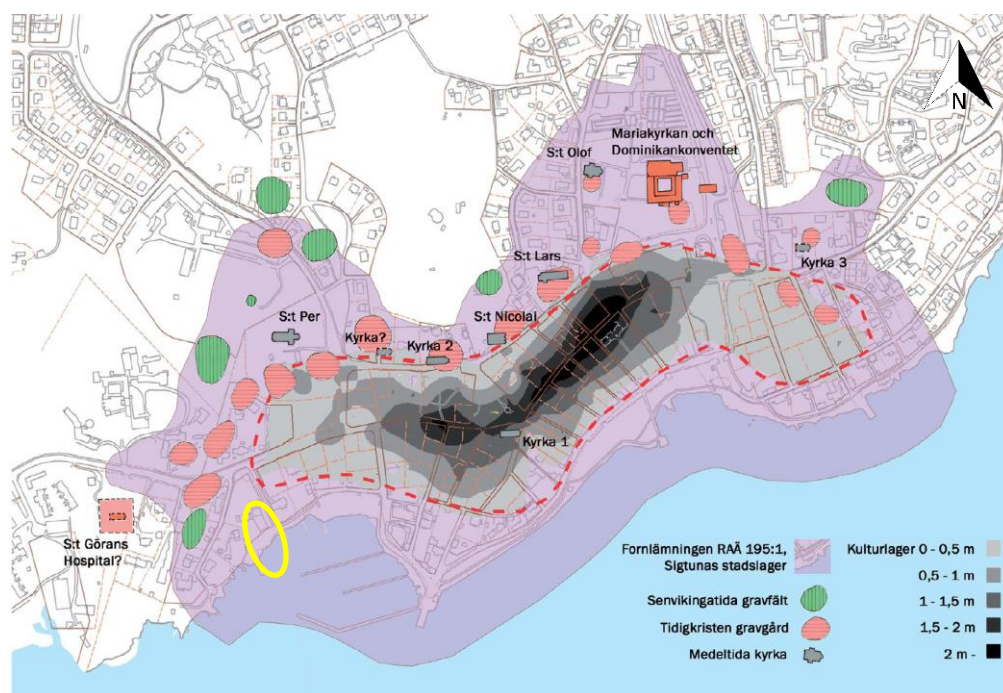 N
Mariakyrkan och
Dominikankonventet
S:t Olof
Kyrka 3
S:t Lars
S:t Nicolai
S:t Per
Kyrka?
Kyrka 2
Kyrka 1
S:t Görans
Hospital?
Fornlämningen RAÄ 195:1,
Sigtunas stadslager
Senvikingatida gravfält
Tidigkristen gravgård
Medeltida kyrka
Kulturlager 0 - 0,5 m
0,5 - 1 m
1 - 1,5 m
1,5 - 2 m
2 m -